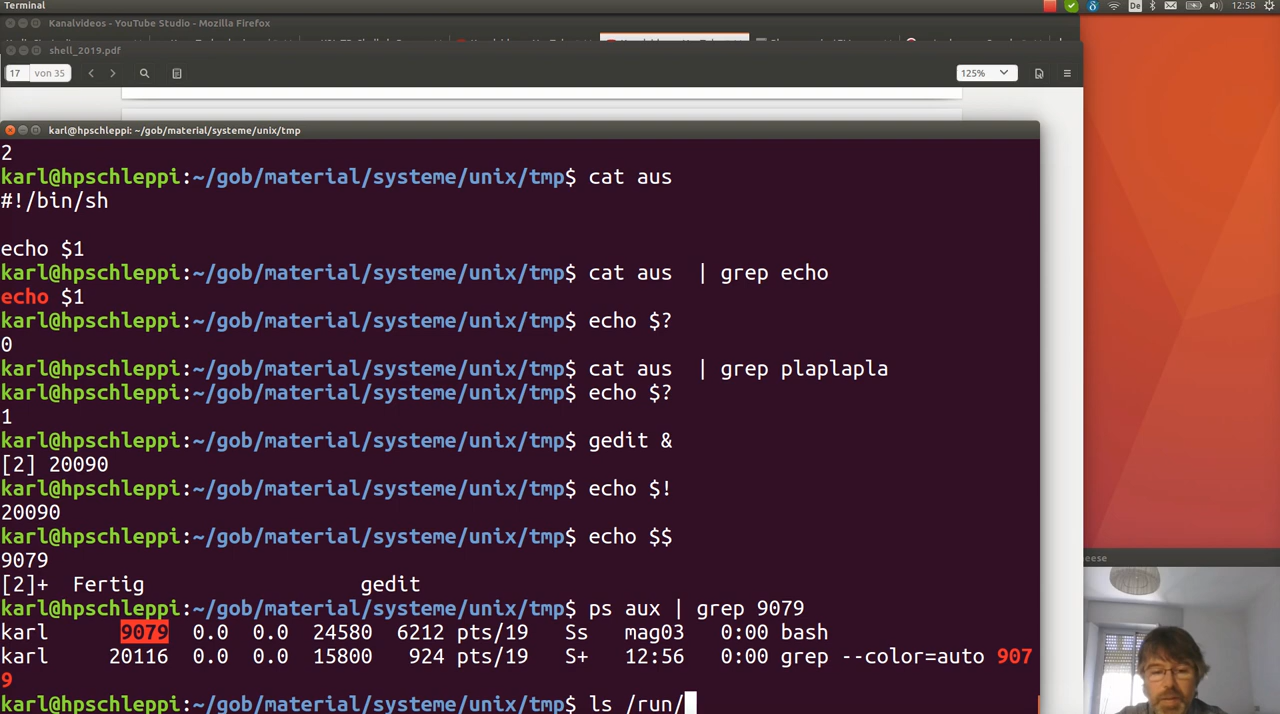 Terminal
De
12:58
Kanalvideos - YouTube Studio - Mozilla Firefox
shell_2019.pdf
17 von 35
125%
karl@hpschleppi: ~/gob/material/systeme/unix/tmp
2
karl@hpschleppi:~/gob/material/systeme/unix/tmp$ cat aus
#!/bin/sh
echo $1
karl@hpschleppi:~/gob/material/systeme/unix/tmp$ cat aus  | grep echo
echo $1
karl@hpschleppi:~/gob/material/systeme/unix/tmp$ echo $?
0
karl@hpschleppi:~/gob/material/systeme/unix/tmp$ cat aus  | grep plaplapla
karl@hpschleppi:~/gob/material/systeme/unix/tmp$ echo $?
1
karl@hpschleppi:~/gob/material/systeme/unix/tmp$ gedit &
[2] 20090
karl@hpschleppi:~/gob/material/systeme/unix/tmp$ echo $!
20090
karl@hpschleppi:~/gob/material/systeme/unix/tmp$ echo $$
9079
[2]+  Fertig                  gedit
karl@hpschleppi:~/gob/material/systeme/unix/tmp$ ps aux | grep 9079
karl      9079  0.0  0.0  24580  6212 pts/19   Ss   mag03   0:00 bash
karl     20116  0.0  0.0  15800   924 pts/19   S+   12:56   0:00 grep --color=auto 907
9
karl@hpschleppi:~/gob/material/systeme/unix/tmp$ ls /run/
eese